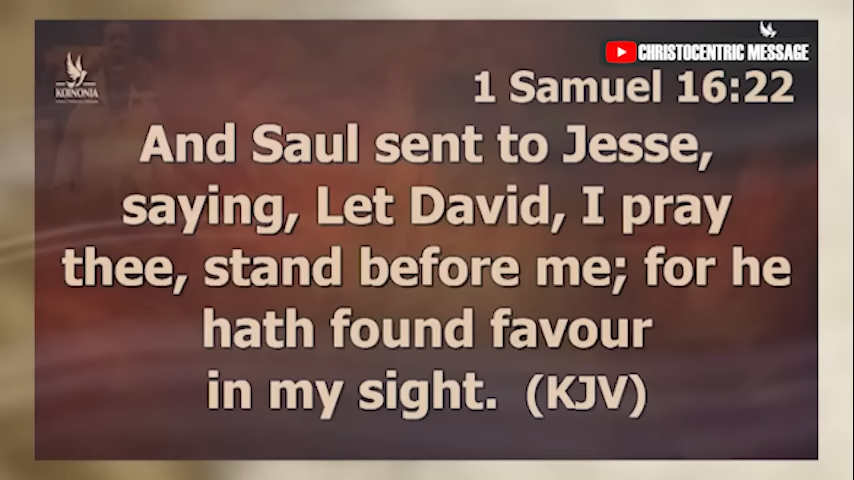 CHRISTOCENTRIC MESSAGE
KOINONIA
1 Samuel 16:22
And Saul sent to Jesse,
saying, Let David, I pray
thee, stand before me; for he
hath found favour
in my sight. (KJV)